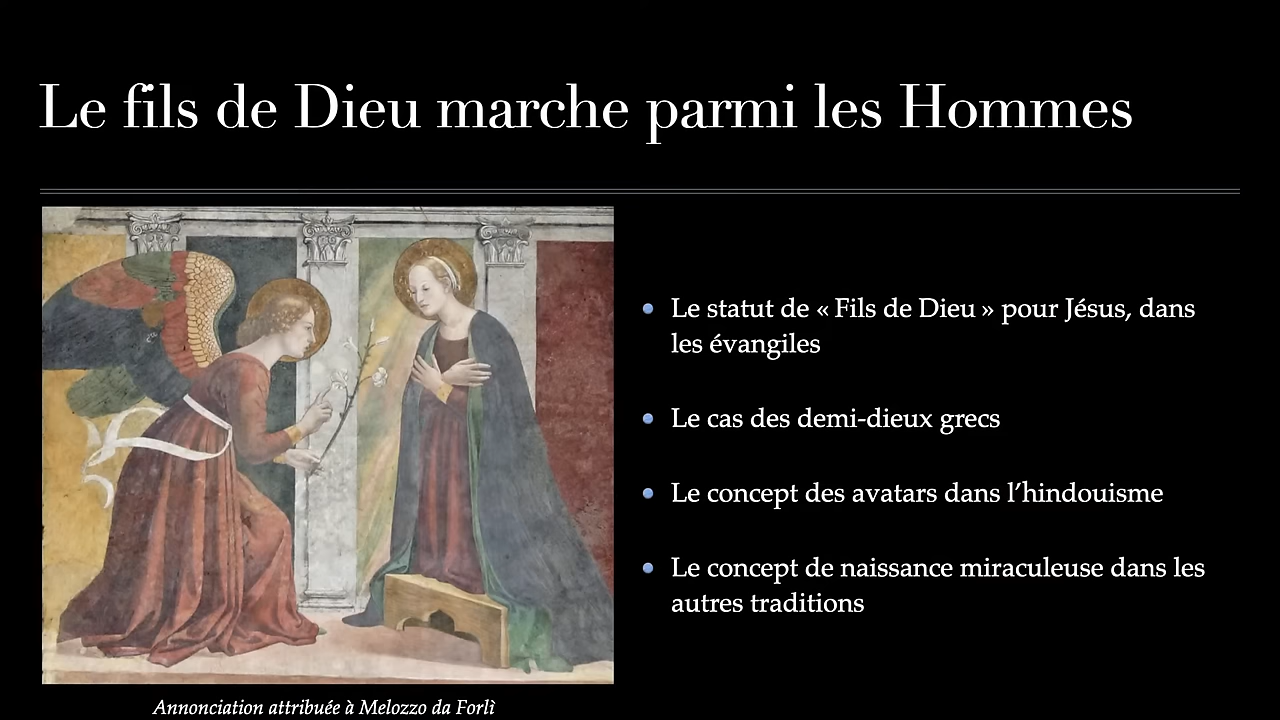 Le fils de Dieu marche parmi les Hommes
Le statut de « Fils de Dieu » pour Jésus, dans
les évangiles
Le cas des demi-dieux grecs
Le concept des avatars dans l’hindouisme
Le concept de naissance miraculeuse dans les
autres traditions
Annonciation attribuée à Melozzo da Forlì